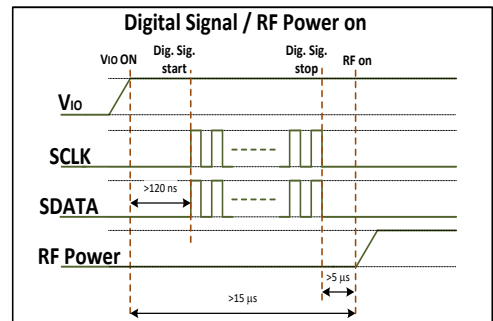 Digital Signal / RF Power on
VIO ON
Dig. Sig.
start
Dig. Sig.
stop
RF on
VIO
SCLK
SDATA
>120 ns
RF Power
>5 μs
>15 μs